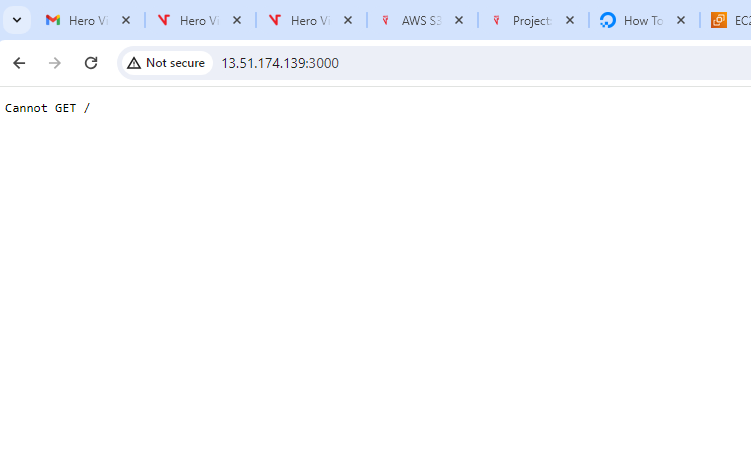 Hero Vi
Hero Vi
Hero Vi
AWS S3
Project
How To
EC2
Not secure
13.51.174.139:3000
Cannot GET /